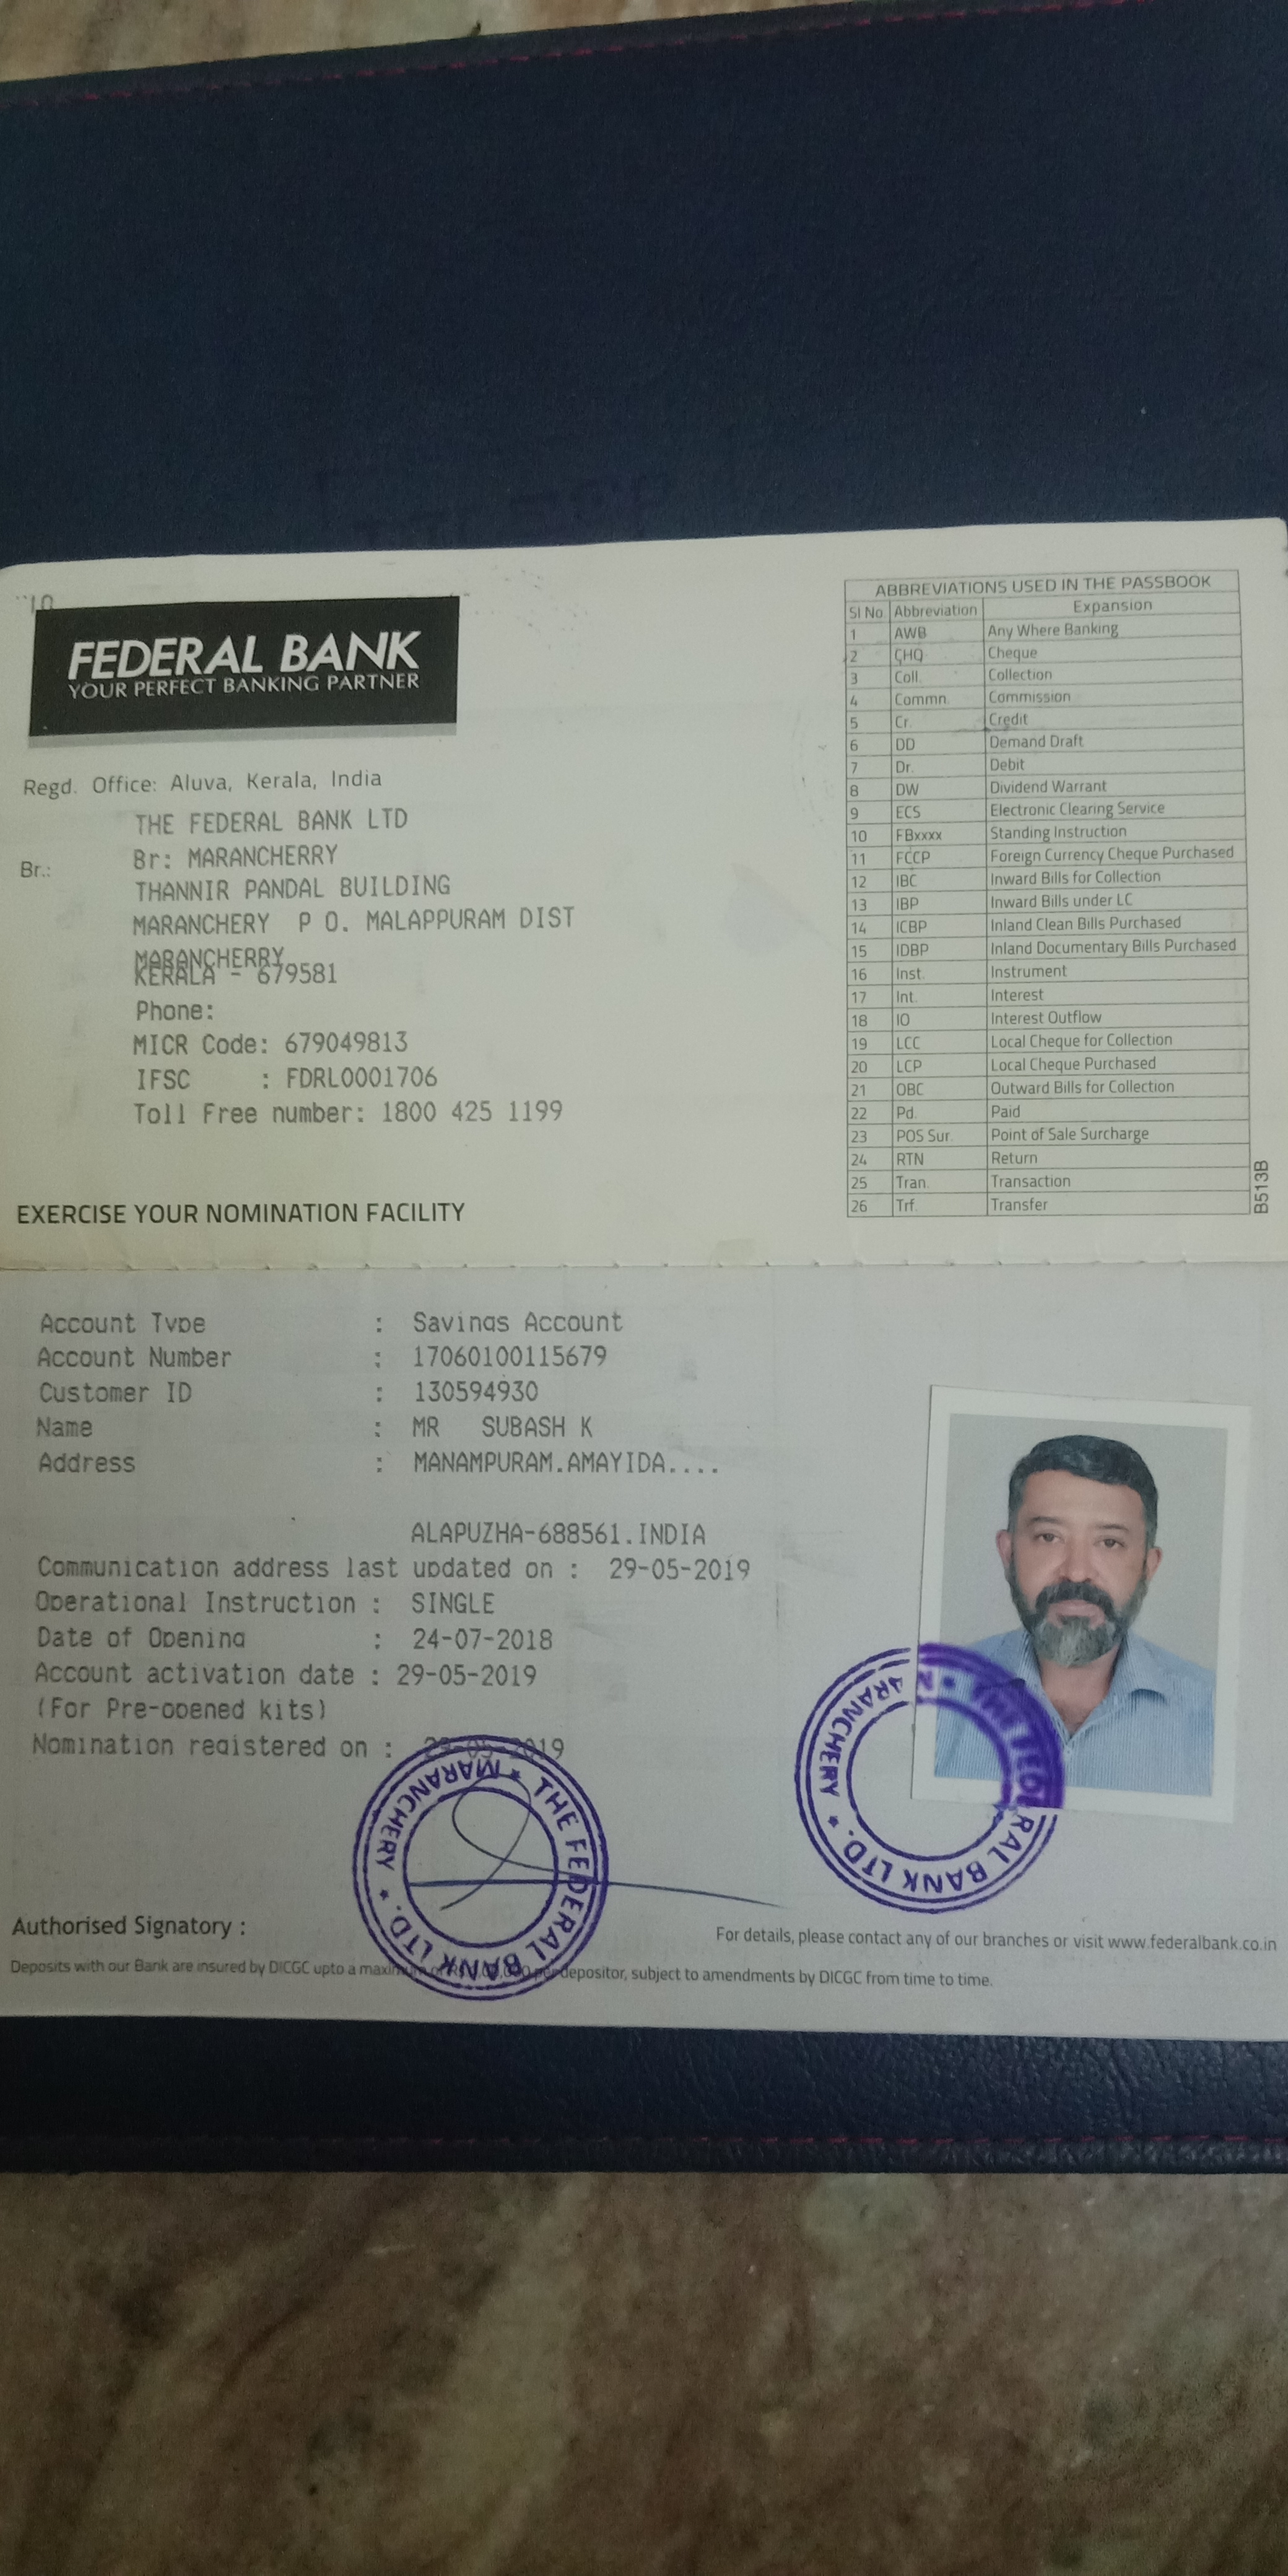 FEDERAL BANK
YOUR PERFECT BANKING PARTNER
Regd. Office: Aluva, Kerala, India
THE FEDERAL BANK LTD
Br.: Br: MARANCHERRY
THANNIR PANDAL BUILDING
MARANCHERY P O. MALAPPURAM DIST
MARANCHERRY
KERALA - 679581
Phone:
MICR Code: 679049813
IFSC : FDRL0001706
Toll Free number: 1800 425 1199
EXERCISE YOUR NOMINATION FACILITY
ABBREVIATIONS USED IN THE PASSBOOK
Sl No. Abbreviation Expansion
1 AWB Any Where Banking
2 CHQ Cheque
3 Coll. Collection
4 Commn. Commission
5 Cr. Credit
6 DD Demand Draft
7 Dr. Debit
8 DW Dividend Warrant
9 ECS Electronic Clearing Service
10 FBxxxx Standing Instruction
11 FCCP Foreign Currency Cheque Purchased
12 IBC Inward Bills for Collection
13 IBP Inward Bills under LC
14 ICBP Inland Clean Bills Purchased
15 IDBP Inland Documentary Bills Purchased
16 Inst. Instrument
17 Int. Interest
18 IO Interest Outflow
19 LCC Local Cheque for Collection
20 LCP Local Cheque Purchased
21 OBC Outward Bills for Collection
22 Pd. Paid
23 POS Sur. Point of Sale Surcharge
24 RTN Return
25 Tran. Transaction
26 Trf. Transfer
B513B
Account Type : Savings Account
Account Number : 17060100115679
Customer ID : 130594930
Name : MR SUBASH K
Address : MANAMPURAM.AMAYIDA....
ALAPUZHA-688561.INDIA
Communication address last updated on : 29-05-2019
Operational Instruction : SINGLE
Date of Opening : 24-07-2018
Account activation date : 29-05-2019
(For Pre-opened kits)
Nomination registered on : 29-05-2019
THE FEDERAL BANK LTD. * MARANCHERY *
THE FEDERAL BANK LTD. * MARANCHERY
Authorised Signatory :
For details, please contact any of our branches or visit www.federalbank.co.in
Deposits with our Bank are insured by DICGC upto a maximum of depositor, subject to amendments by DICGC from time to time.